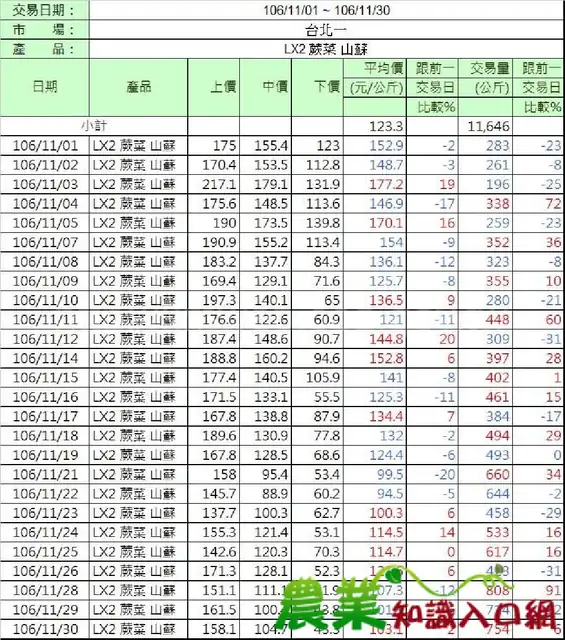 交易日期： 106/11/01 ~ 106/11/30
市 場： 台北一
產 品： LX2 蕨菜 山蘇
日期 產品 上價 中價 下價 平均價 (元/公斤) 跟前一交易日比較% 交易量 (公斤) 跟前一交易日比較%
小計 123.3 11,646
106/11/01 LX2 蕨菜 山蘇 175 155.4 123 152.9 -2 283 -23
106/11/02 LX2 蕨菜 山蘇 170.4 153.5 112.8 148.7 -3 261 -8
106/11/03 LX2 蕨菜 山蘇 217.1 179.1 131.9 177.2 19 196 -25
106/11/04 LX2 蕨菜 山蘇 175.6 148.5 113.6 146.9 -17 338 72
106/11/05 LX2 蕨菜 山蘇 190 173.5 139.8 170.1 16 259 -23
106/11/07 LX2 蕨菜 山蘇 190.9 155.2 113.4 154 -9 352 36
106/11/08 LX2 蕨菜 山蘇 183.2 137.7 84.3 136.1 -12 323 -8
106/11/09 LX2 蕨菜 山蘇 169.4 129.1 71.6 125.7 -8 355 10
106/11/10 LX2 蕨菜 山蘇 197.3 140.1 65 136.5 9 280 -21
106/11/11 LX2 蕨菜 山蘇 176.6 122.6 60.9 121 -11 448 60
106/11/12 LX2 蕨菜 山蘇 187.4 148.6 90.7 144.8 20 309 -31
106/11/14 LX2 蕨菜 山蘇 188.8 160.2 94.6 152.8 6 397 28
106/11/15 LX2 蕨菜 山蘇 177.4 140.5 105.9 141 -8 402 1
106/11/16 LX2 蕨菜 山蘇 171.5 133.1 55.5 125.3 -11 461 15
106/11/17 LX2 蕨菜 山蘇 167.8 138.8 87.9 134.4 7 384 -17
106/11/18 LX2 蕨菜 山蘇 189.6 130.9 77.8 132 -2 494 29
106/11/19 LX2 蕨菜 山蘇 167.8 128.5 68.6 124.4 -6 493 0
106/11/21 LX2 蕨菜 山蘇 158 95.4 53.4 99.5 -20 660 34
106/11/22 LX2 蕨菜 山蘇 145.7 88.9 60.2 94.5 -5 644 -2
106/11/23 LX2 蕨菜 山蘇 137.7 100.3 62.7 100.3 6 458 -29
106/11/24 LX2 蕨菜 山蘇 155.3 121.4 53.1 114.5 14 533 16
106/11/25 LX2 蕨菜 山蘇 142.6 120.3 70.3 114.7 0 617 16
106/11/26 LX2 蕨菜 山蘇 171.3 128.1 52.3 6 -31
106/11/28 LX2 蕨菜 山蘇 151.1 111.1 -12 808 91
106/11/29 LX2 蕨菜 山蘇 161.5
106/11/30 LX2 蕨菜 山蘇 158.1 754 6
農業知識入口網